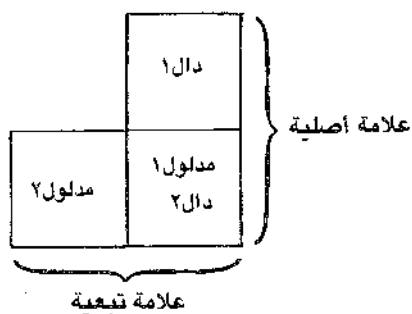 دال١
علامة أصلية
مدلول١
دال٢
مدلول٢
علامة تبعية